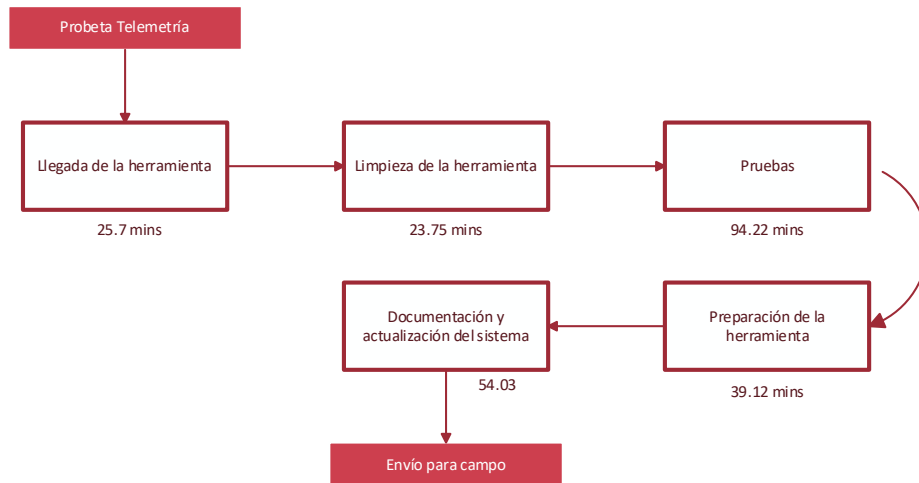 Probeta Telemetría
Llegada de la herramienta
Limpieza de la herramienta
Pruebas
25.7 mins
23.75 mins
94.22 mins
Preparación de la
herramienta
39.12 mins
Documentación y
actualización del sistema
54.03
Envío para campo